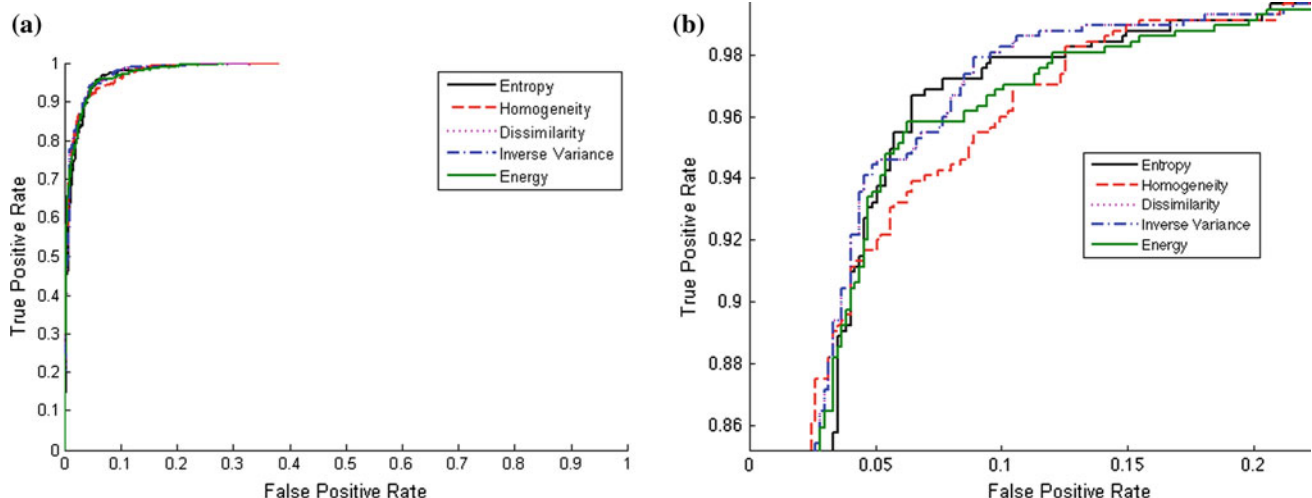 (a)
1
0.9
0.8
0.7
0.6
0.5
0.4
0.3
0.2
0.1
0
True Positive Rate
0 0.1 0.2 0.3 0.4 0.5 0.6 0.7 0.8 0.9 1
False Positive Rate
Entropy
Homogeneity
Dissimilarity
Inverse Variance
Energy
(b)
0.98
0.96
0.94
0.92
0.9
0.88
0.86
True Positive Rate
0 0.05 0.1 0.15 0.2
False Positive Rate
Entropy
Homogeneity
Dissimilarity
Inverse Variance
Energy